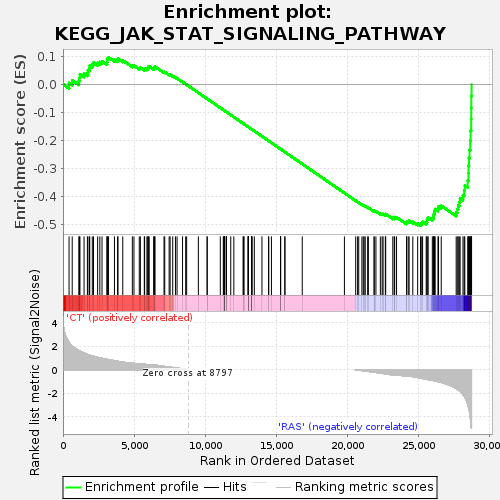 Enrichment plot:
KEGG_JAK_STAT_SIGNALING_PATHWAY
Enrichment score (ES)
0.1
0.0
-0.1
-0.2
-0.3
-0.4
-0.5
Ranked list metric (Signal2Noise)
4
2
0
-2
-4
'CT' (positively correlated)
Zero cross at 8797
'RAS' (negatively correlated)
0
5,000
10,000
15,000
20,000
25,000
30,000
Rank in Ordered Dataset
Enrichment profile
Hits
Ranking metric scores